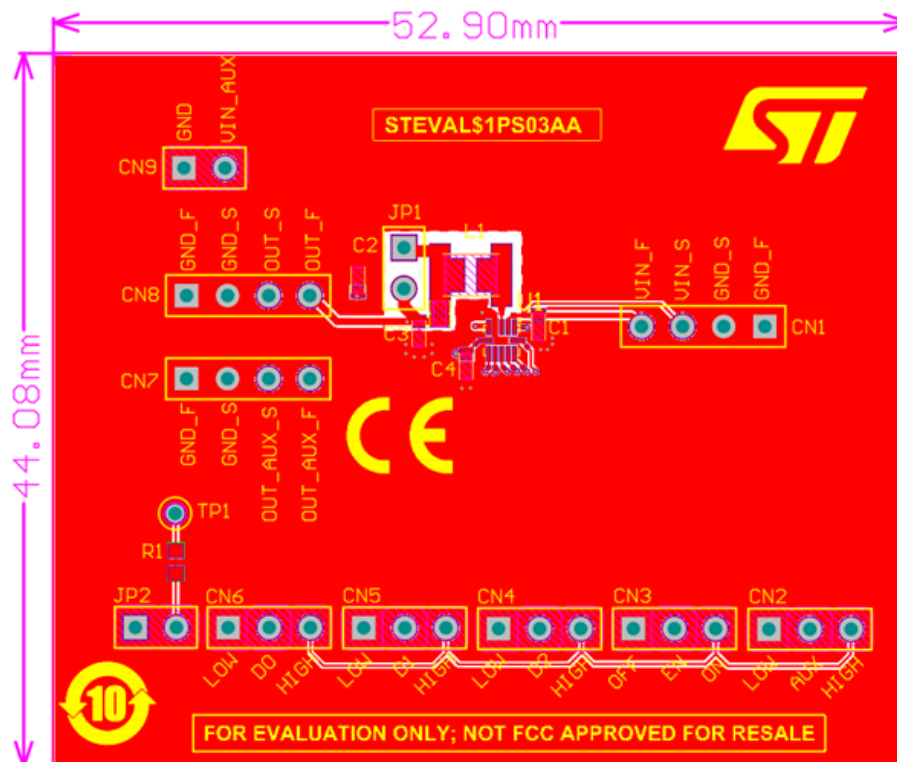 52.90mm
44.08mm
GND
VIN_AUX
STEVAL$1PS03AA
ST
CN9
GND_F
GND_S
OUT_S
OUT_F
JP1
C2
L1
VIN_F
VIN_S
GND_S
GND_F
CN8
J1
C3
C1
CN1
C4
CN7
GND_F
GND_S
OUT_AUX_S
OUT_AUX_F
CE
TP1
R1
JP2
CN6
CN5
CN4
CN3
CN2
LOW
D0
HIGH
LOW
D1
HIGH
LOW
D2
HIGH
OFF
EN
ON
LOW
AUX
HIGH
10
FOR EVALUATION ONLY; NOT FCC APPROVED FOR RESALE